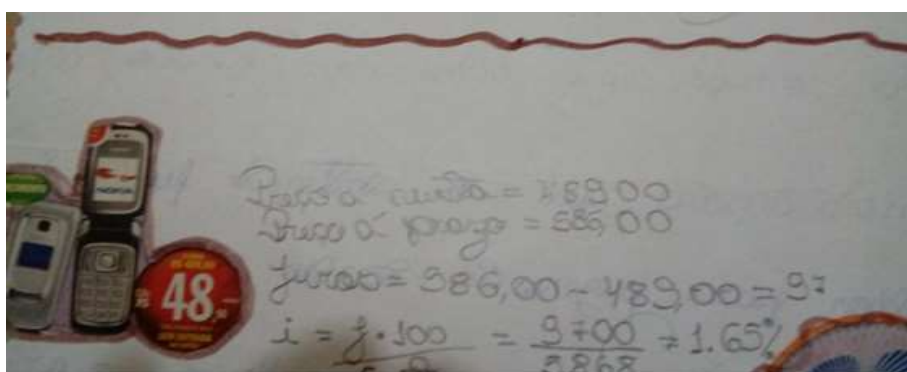 NOKIA
48
Preço á vista = 489,00
Preço á prazo = 586,00
juros = 586,00 - 489,00 = 97
i = j . 100 = 9700 = 1.65%
5868